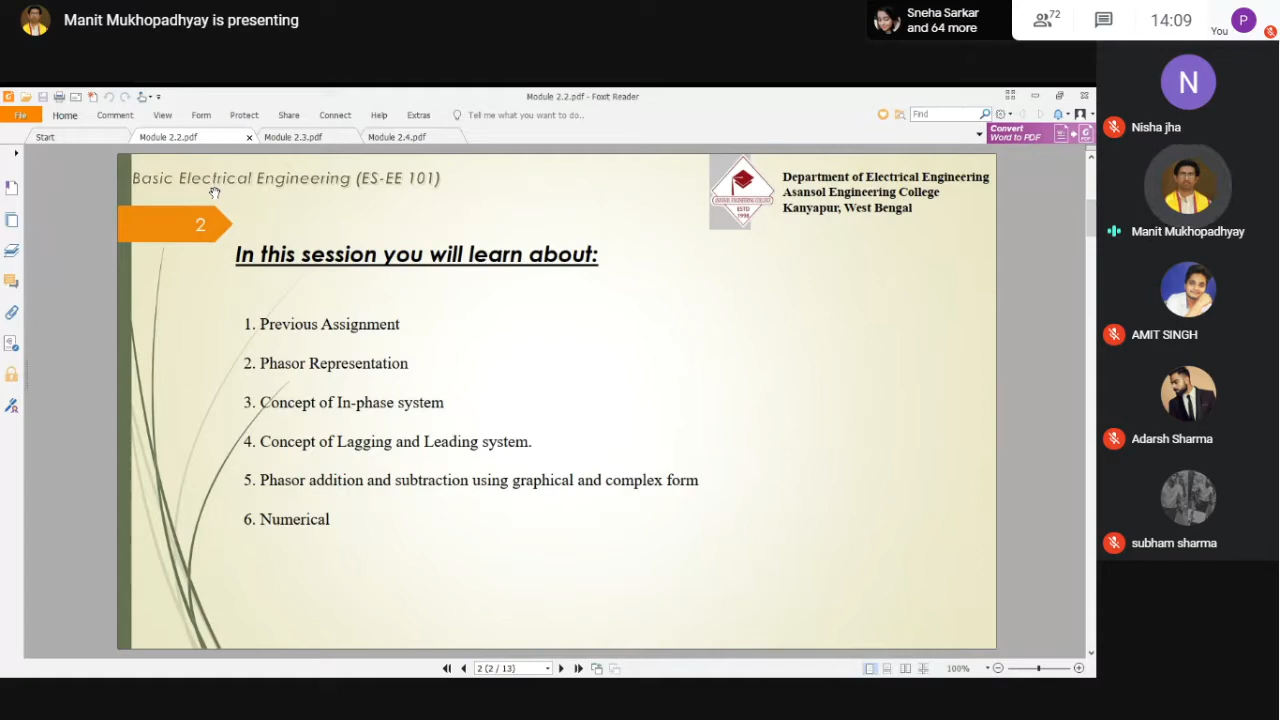 Manit Mukhopadhyay is presenting
Sneha Sarkar
and 64 more
72
14:09
You
P
Module 2.2.pdf - Foxit Reader
File
Home
Comment
View
Form
Protect
Share
Connect
Help
Extras
Tell me what you want to do...
Find
Start
Module 2.2.pdf
Module 2.3.pdf
Module 2.4.pdf
Convert
Word to PDF
Basic Electrical Engineering (ES-EE 101)
Department of Electrical Engineering
Asansol Engineering College
Kanyapur, West Bengal
2
In this session you will learn about:
1. Previous Assignment
2. Phasor Representation
3. Concept of In-phase system
4. Concept of Lagging and Leading system.
5. Phasor addition and subtraction using graphical and complex form
6. Numerical
2 (2 / 13)
100%
N
Nisha jha
Manit Mukhopadhyay
AMIT SINGH
Adarsh Sharma
subham sharma